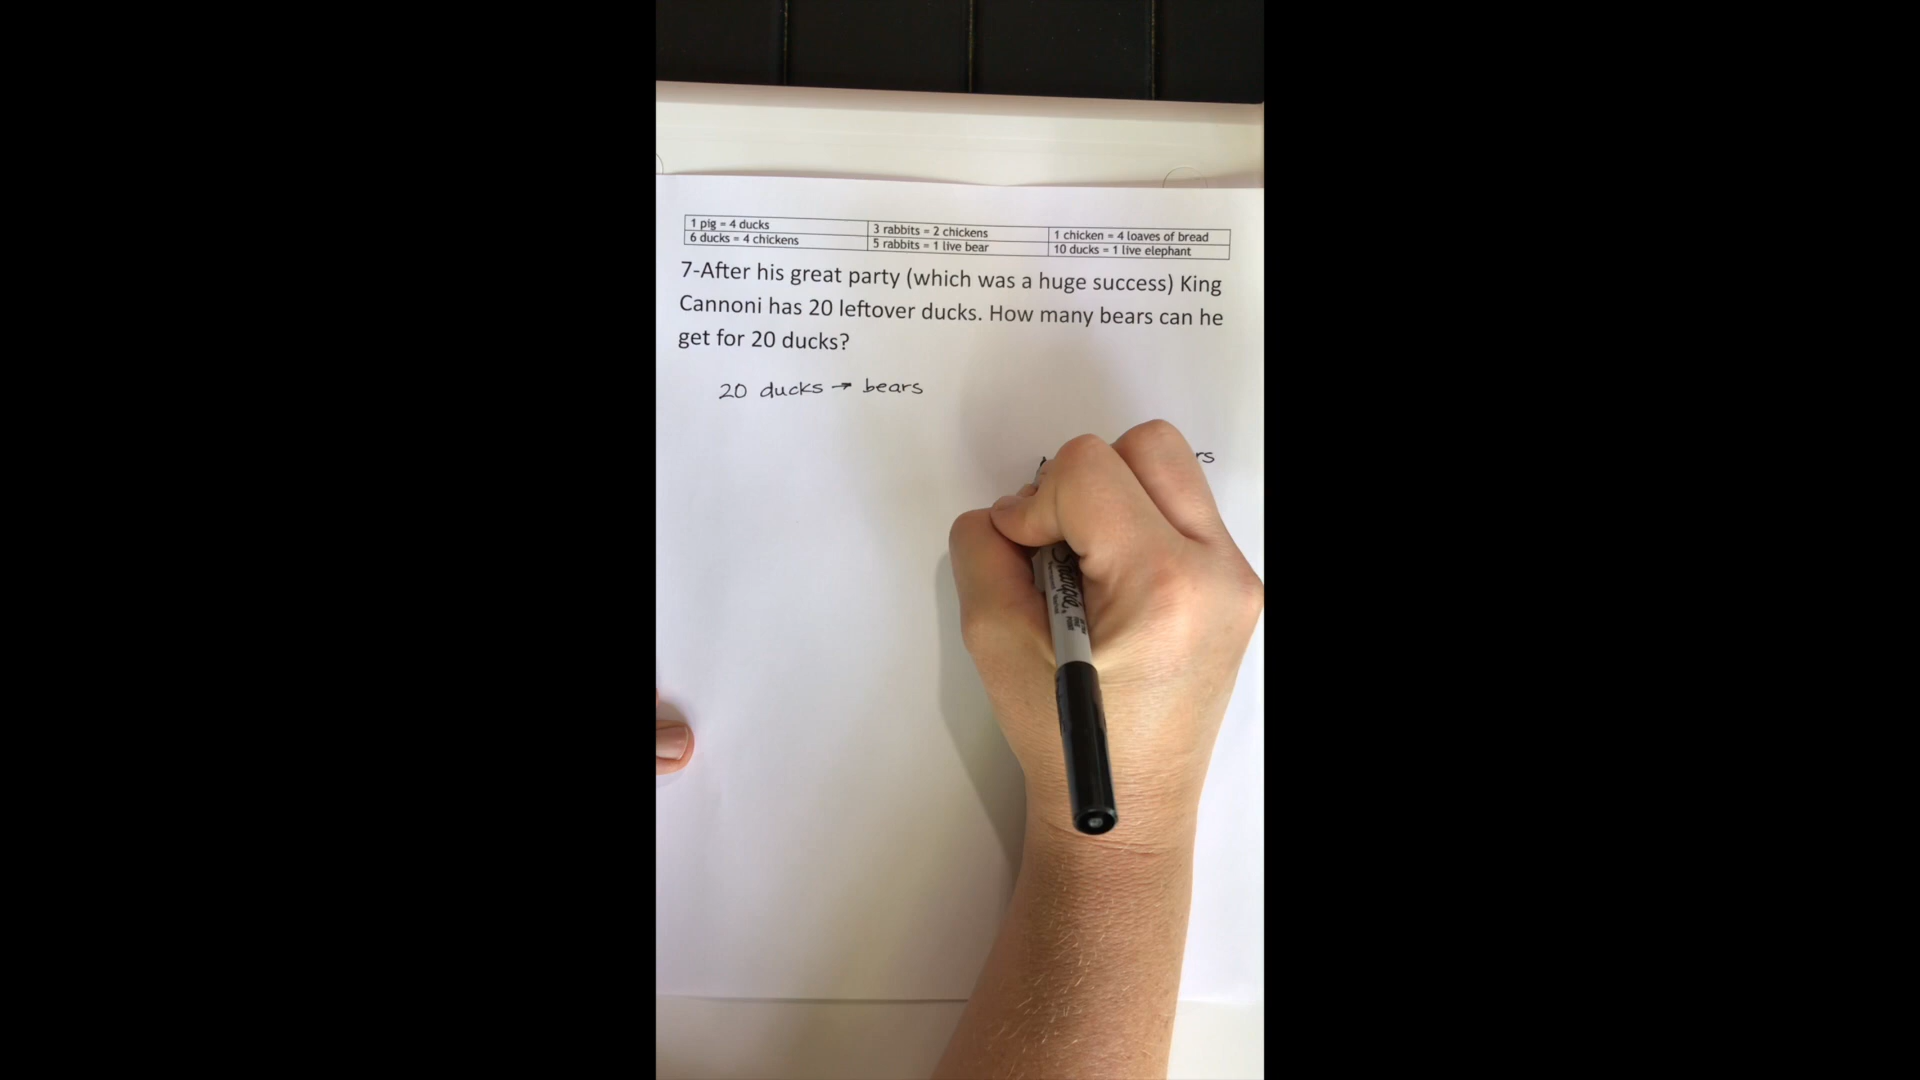 1 pig = 4 ducks
3 rabbits = 2 chickens
1 chicken = 4 loaves of bread
6 ducks = 4 chickens
5 rabbits = 1 live bear
10 ducks = 1 live elephant
7-After his great party (which was a huge success) King
Cannoni has 20 leftover ducks. How many bears can he
get for 20 ducks?
20 ducks → bears
rs
Sharpie